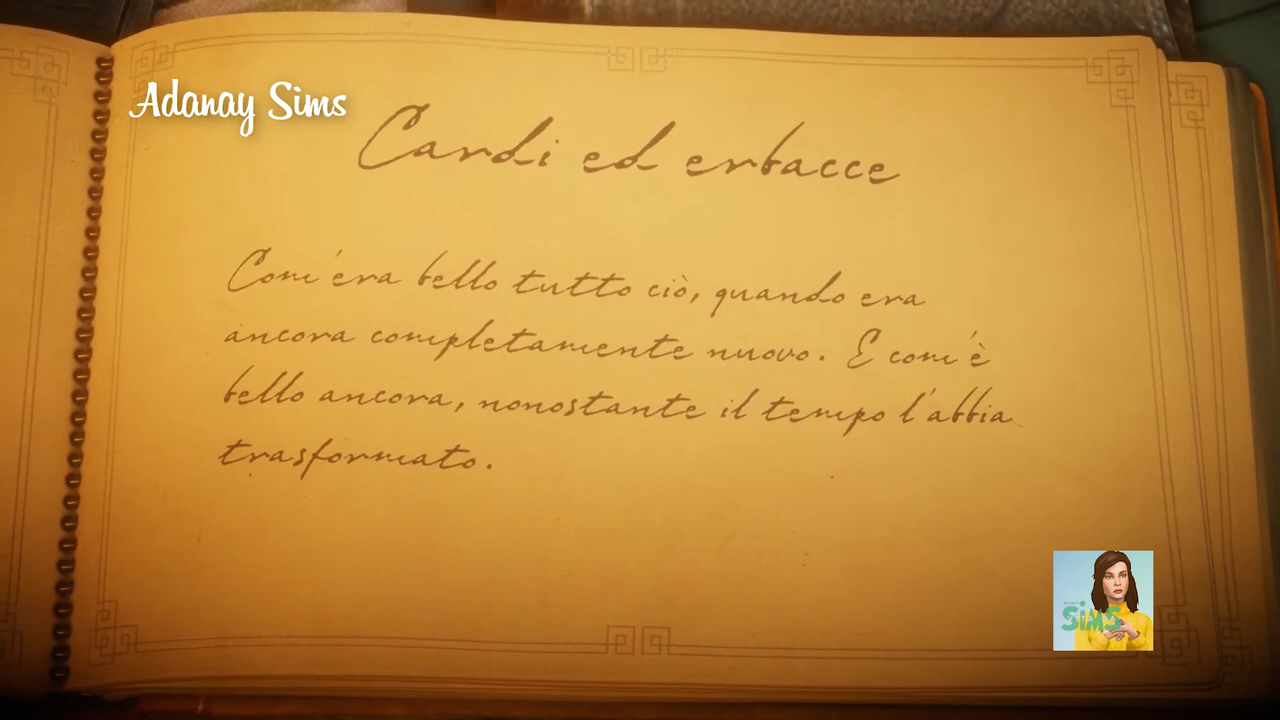 Adanay Sims
Cardi ed erbacce
Com'era bello tutto ciò, quando era
ancora completamente nuovo. E com'è
bello ancora, nonostante il tempo l'abbia
trasformato.
SiMS